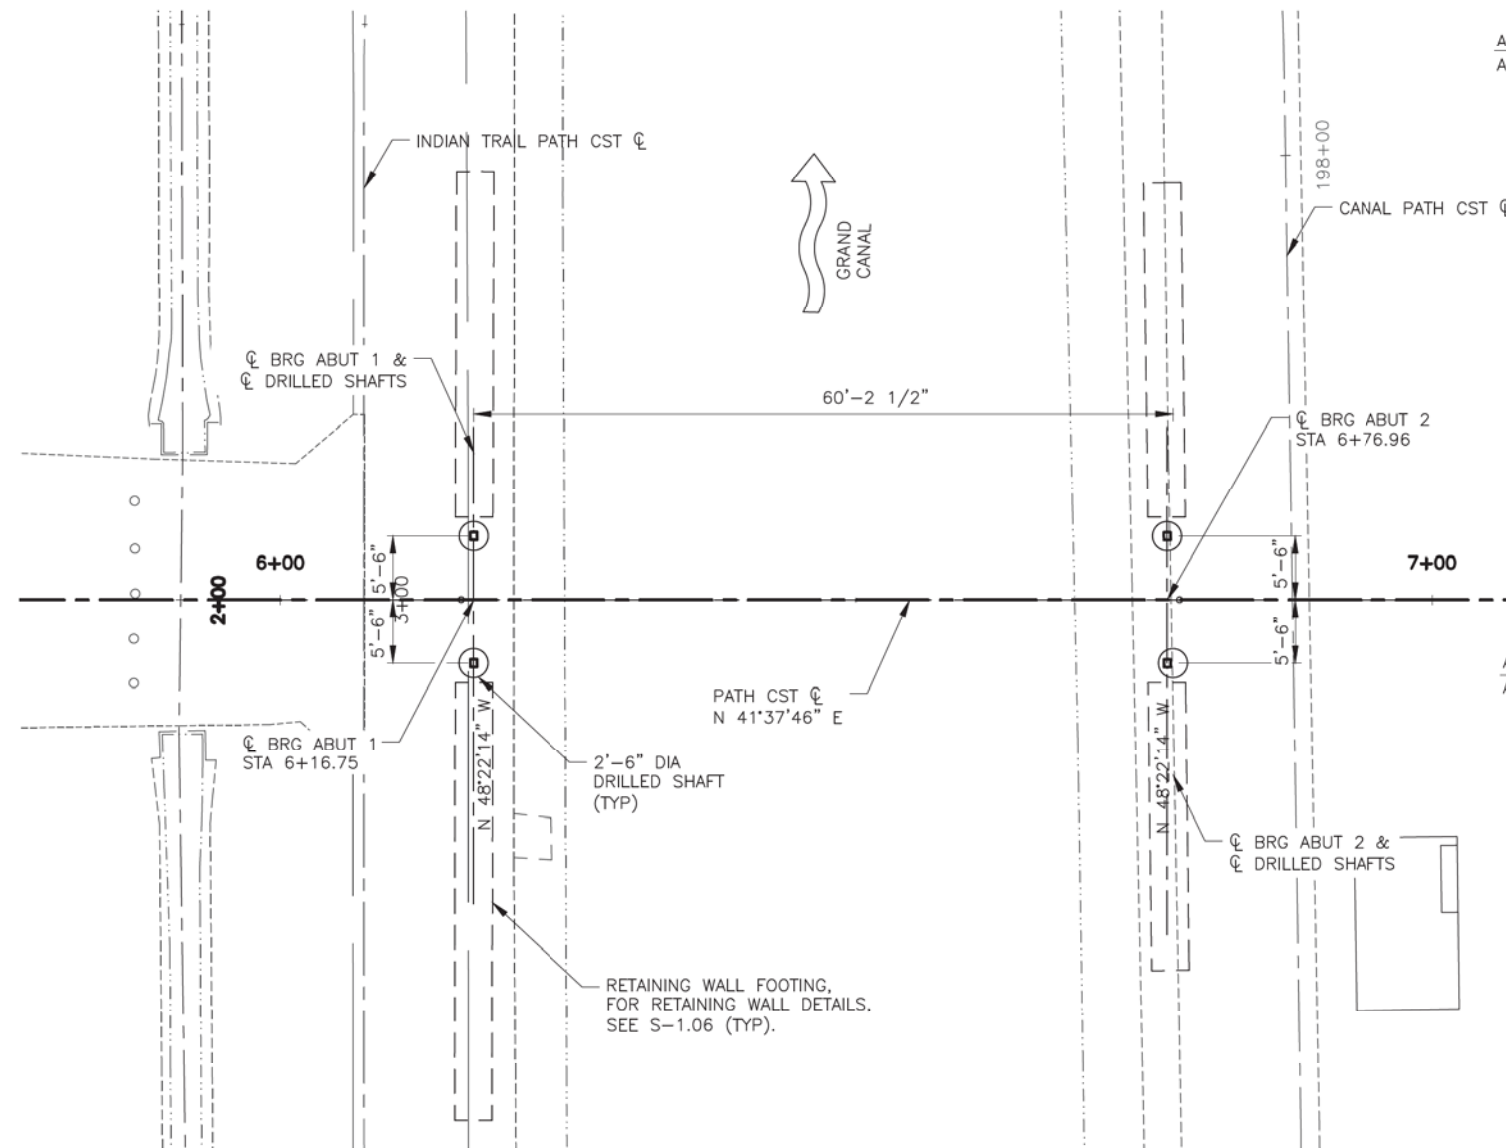 A
A
198+00
INDIAN TRAIL PATH CST ℄
CANAL PATH CST ℄
GRAND
CANAL
℄ BRG ABUT 1 &
℄ DRILLED SHAFTS
60'-2 1/2"
℄ BRG ABUT 2
STA 6+76.96
6+00
2+00
3+00
5'-6"
5'-6"
5'-6"
5'-6"
7+00
PATH CST ℄
N 41°37'46" E
℄ BRG ABUT 1
STA 6+16.75
N 48°22'14" W
2'-6" DIA
DRILLED SHAFT
(TYP)
N 48°22'14" W
℄ BRG ABUT 2 &
℄ DRILLED SHAFTS
RETAINING WALL FOOTING,
FOR RETAINING WALL DETAILS.
SEE S-1.06 (TYP).